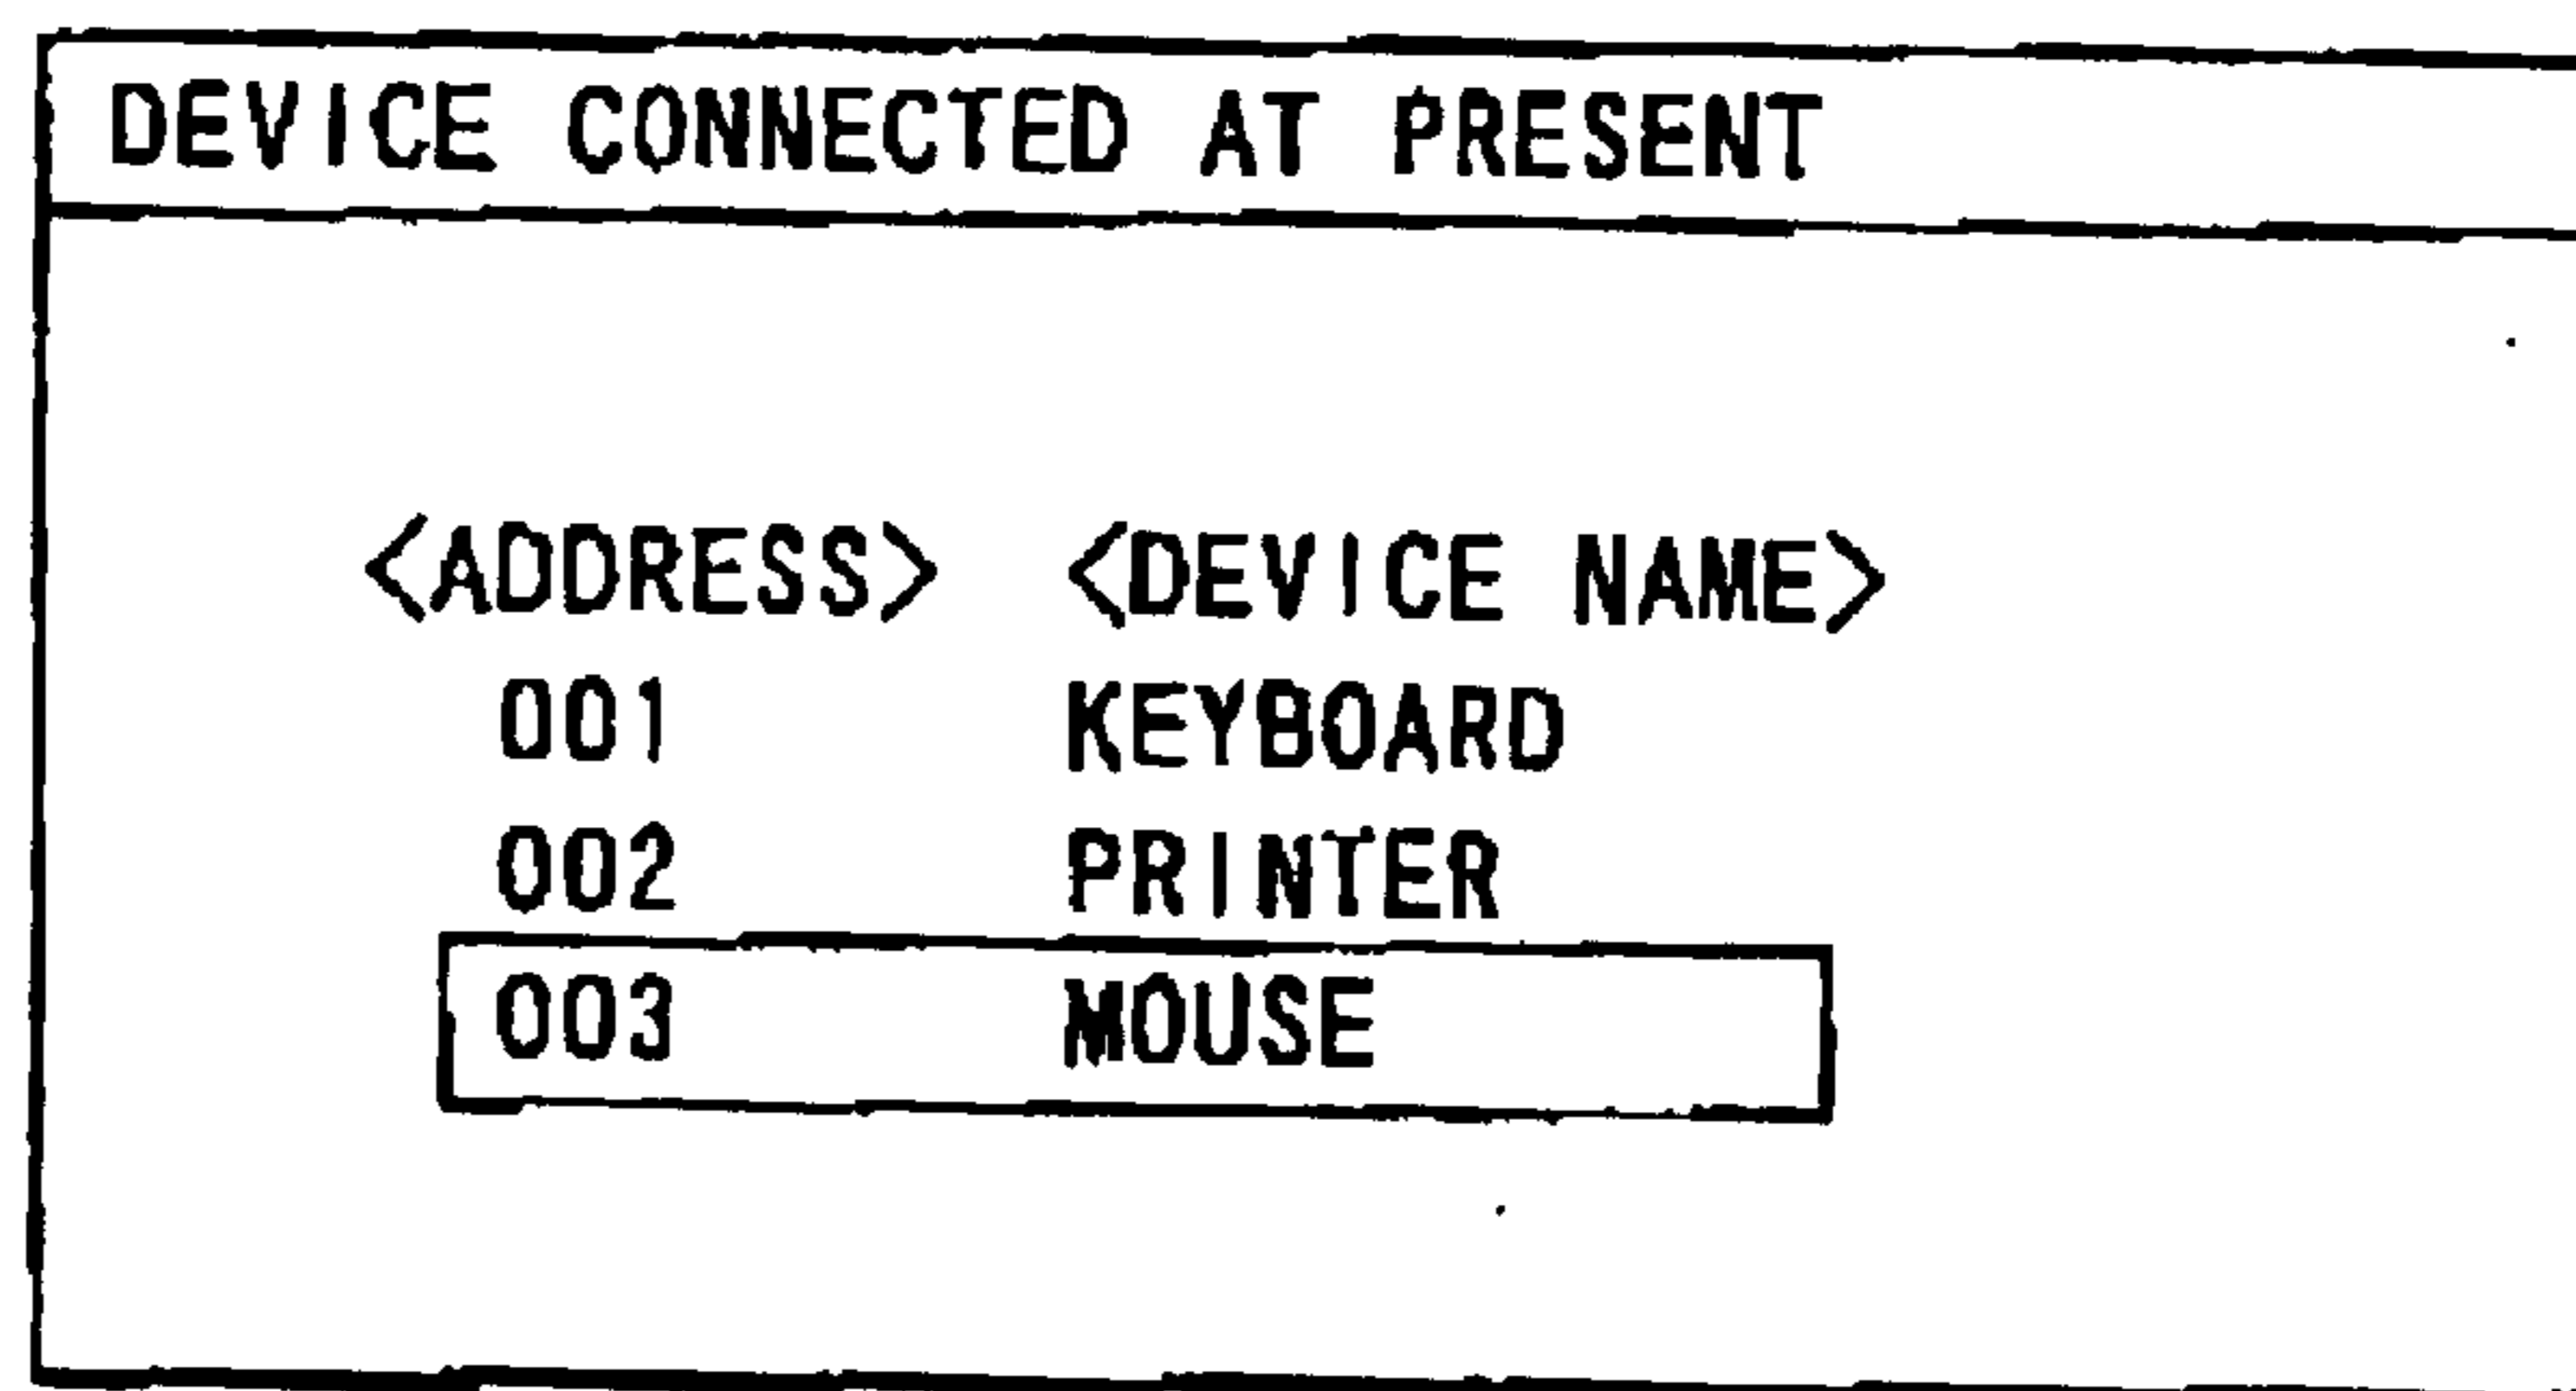 DEVICE CONNECTED AT PRESENT
<ADDRESS> <DEVICE NAME>
001 KEYBOARD
002 PRINTER
003 MOUSE